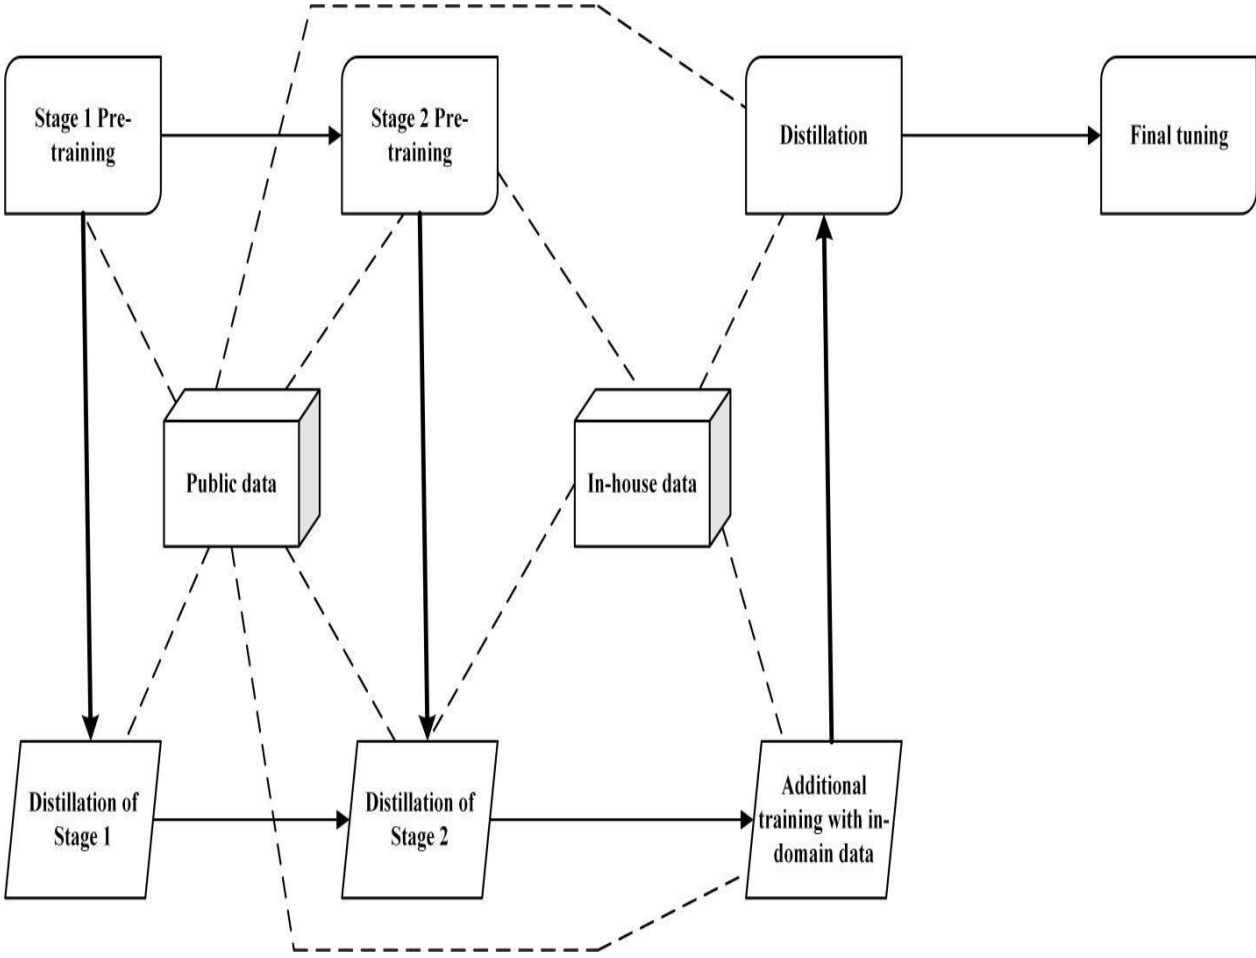 Stage 1 Pre-
training
Stage 2 Pre-
training
Distillation
Final tuning
Public data
In-house data
Distillation of
Stage 1
Distillation of
Stage 2
Additional
training with in-
domain data